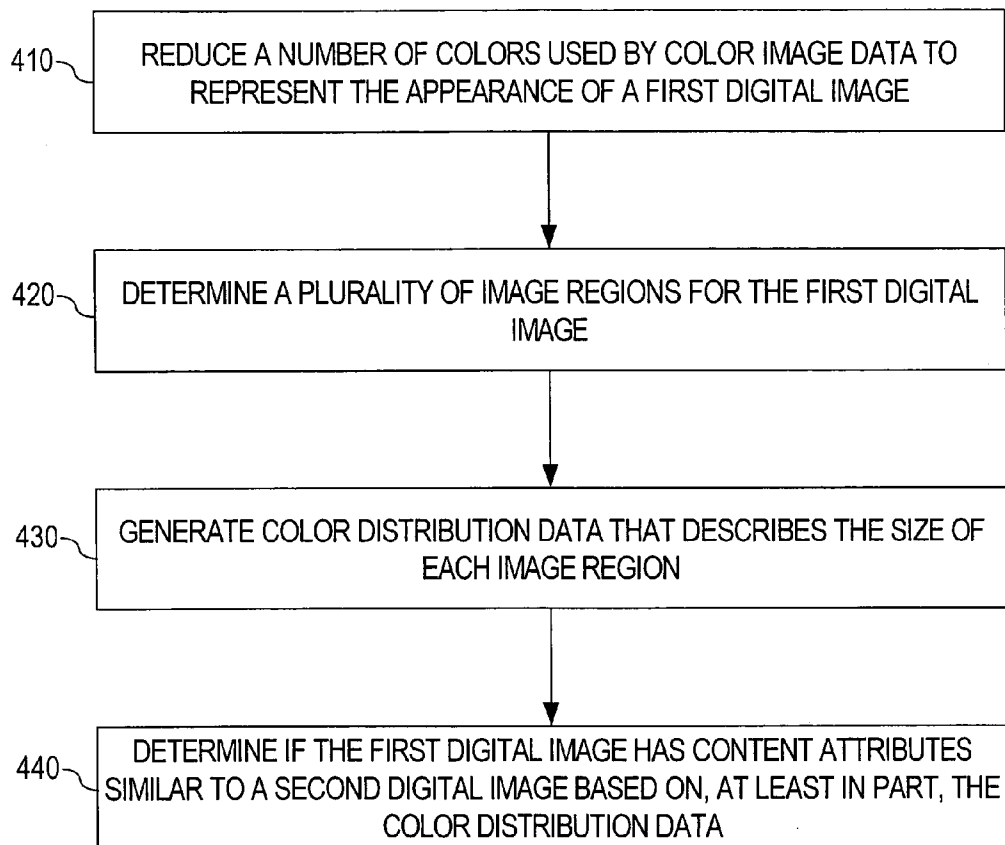 410
REDUCE A NUMBER OF COLORS USED BY COLOR IMAGE DATA TO
REPRESENT THE APPEARANCE OF A FIRST DIGITAL IMAGE
420
DETERMINE A PLURALITY OF IMAGE REGIONS FOR THE FIRST DIGITAL
IMAGE
430
GENERATE COLOR DISTRIBUTION DATA THAT DESCRIBES THE SIZE OF
EACH IMAGE REGION
440
DETERMINE IF THE FIRST DIGITAL IMAGE HAS CONTENT ATTRIBUTES
SIMILAR TO A SECOND DIGITAL IMAGE BASED ON, AT LEAST IN PART, THE
COLOR DISTRIBUTION DATA